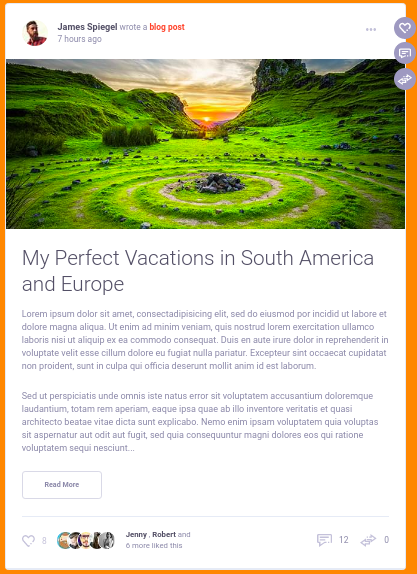 James Spiegel wrote a blog post
7 hours ago
My Perfect Vacations in South America
and Europe
Lorem ipsum dolor sit amet, consectadipisicing elit, sed do eiusmod por incidid ut labore et
dolore magna aliqua. Ut enim ad minim veniam, quis nostrud lorem exercitation ullamco
laboris nisi ut aliquip ex ea commodo consequat. Duis en aute irure dolor in reprehenderit in
voluptate velit esse cillum dolore eu fugiat nulla pariatur. Excepteur sint occaecat cupidatat
non proident, sunt in culpa qui officia deserunt mollit anim id est laborum.
Sed ut perspiciatis unde omnis iste natus error sit voluptatem accusantium doloremque
laudantium, totam rem aperiam, eaque ipsa quae ab illo inventore veritatis et quasi
architecto beatae vitae dicta sunt explicabo. Nemo enim ipsam voluptatem quia voluptas
sit aspernatur aut odit aut fugit, sed quia consequuntur magni dolores eos qui ratione
voluptatem sequi nesciunt...
Read More
8
Jenny , Robert and
6 more liked this
12
0